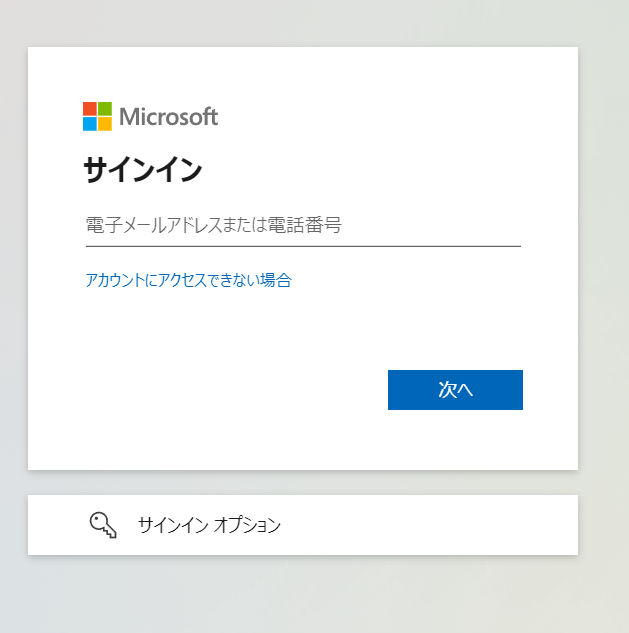 Microsoft
サインイン
電子メールアドレスまたは電話番号
アカウントにアクセスできない場合
次へ
サインイン オプション